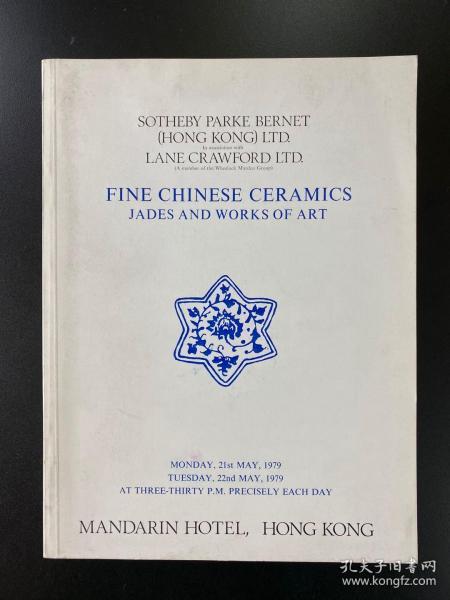 SOTHEBY PARKE BERNET
(HONG KONG) LTD.
In association with
LANE CRAWFORD LTD.
(A member of the Wheelock Marden Group)
FINE CHINESE CERAMICS
JADES AND WORKS OF ART
MONDAY, 21st MAY, 1979
TUESDAY, 22nd MAY, 1979
AT THREE-THIRTY P.M. PRECISELY EACH DAY
MANDARIN HOTEL, HONG KONG
孔夫子旧书网
www.kongfz.com